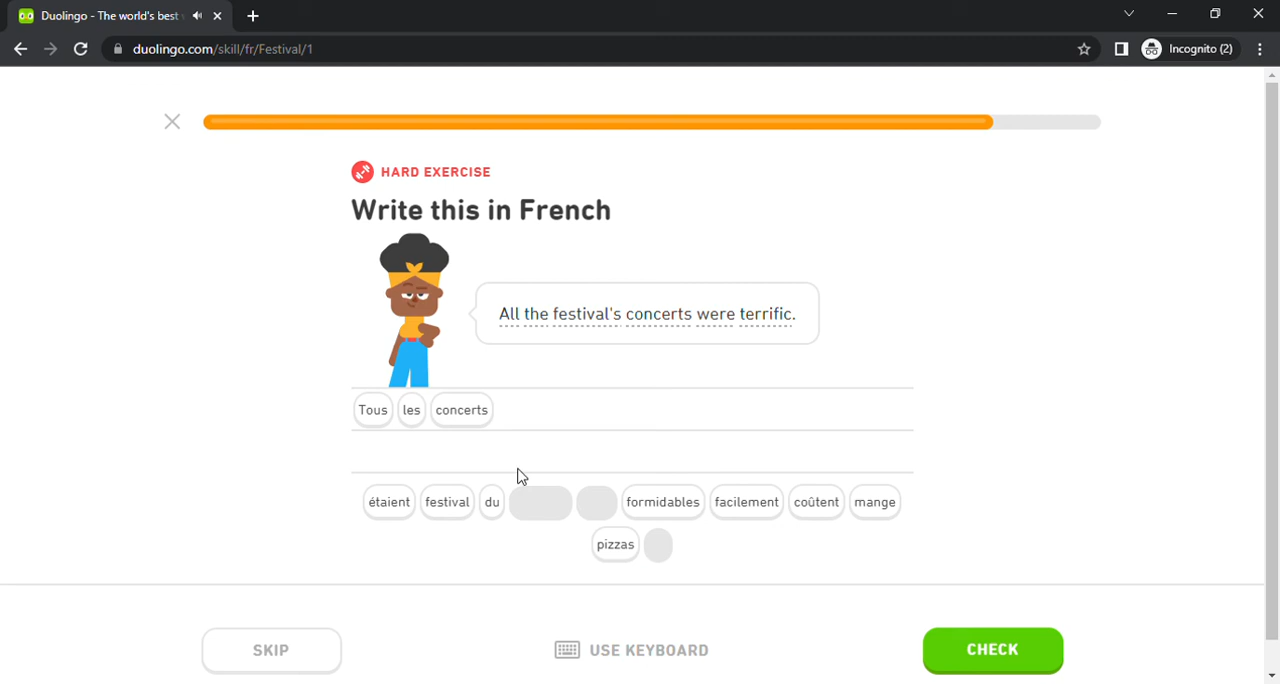 Duolingo - The world's best
duolingo.com/skill/fr/Festival/1
Incognito (2)
HARD EXERCISE
Write this in French
All the festival's concerts were terrific.
Tous les concerts
étaient festival du formidables facilement coûtent mange
pizzas
SKIP USE KEYBOARD CHECK